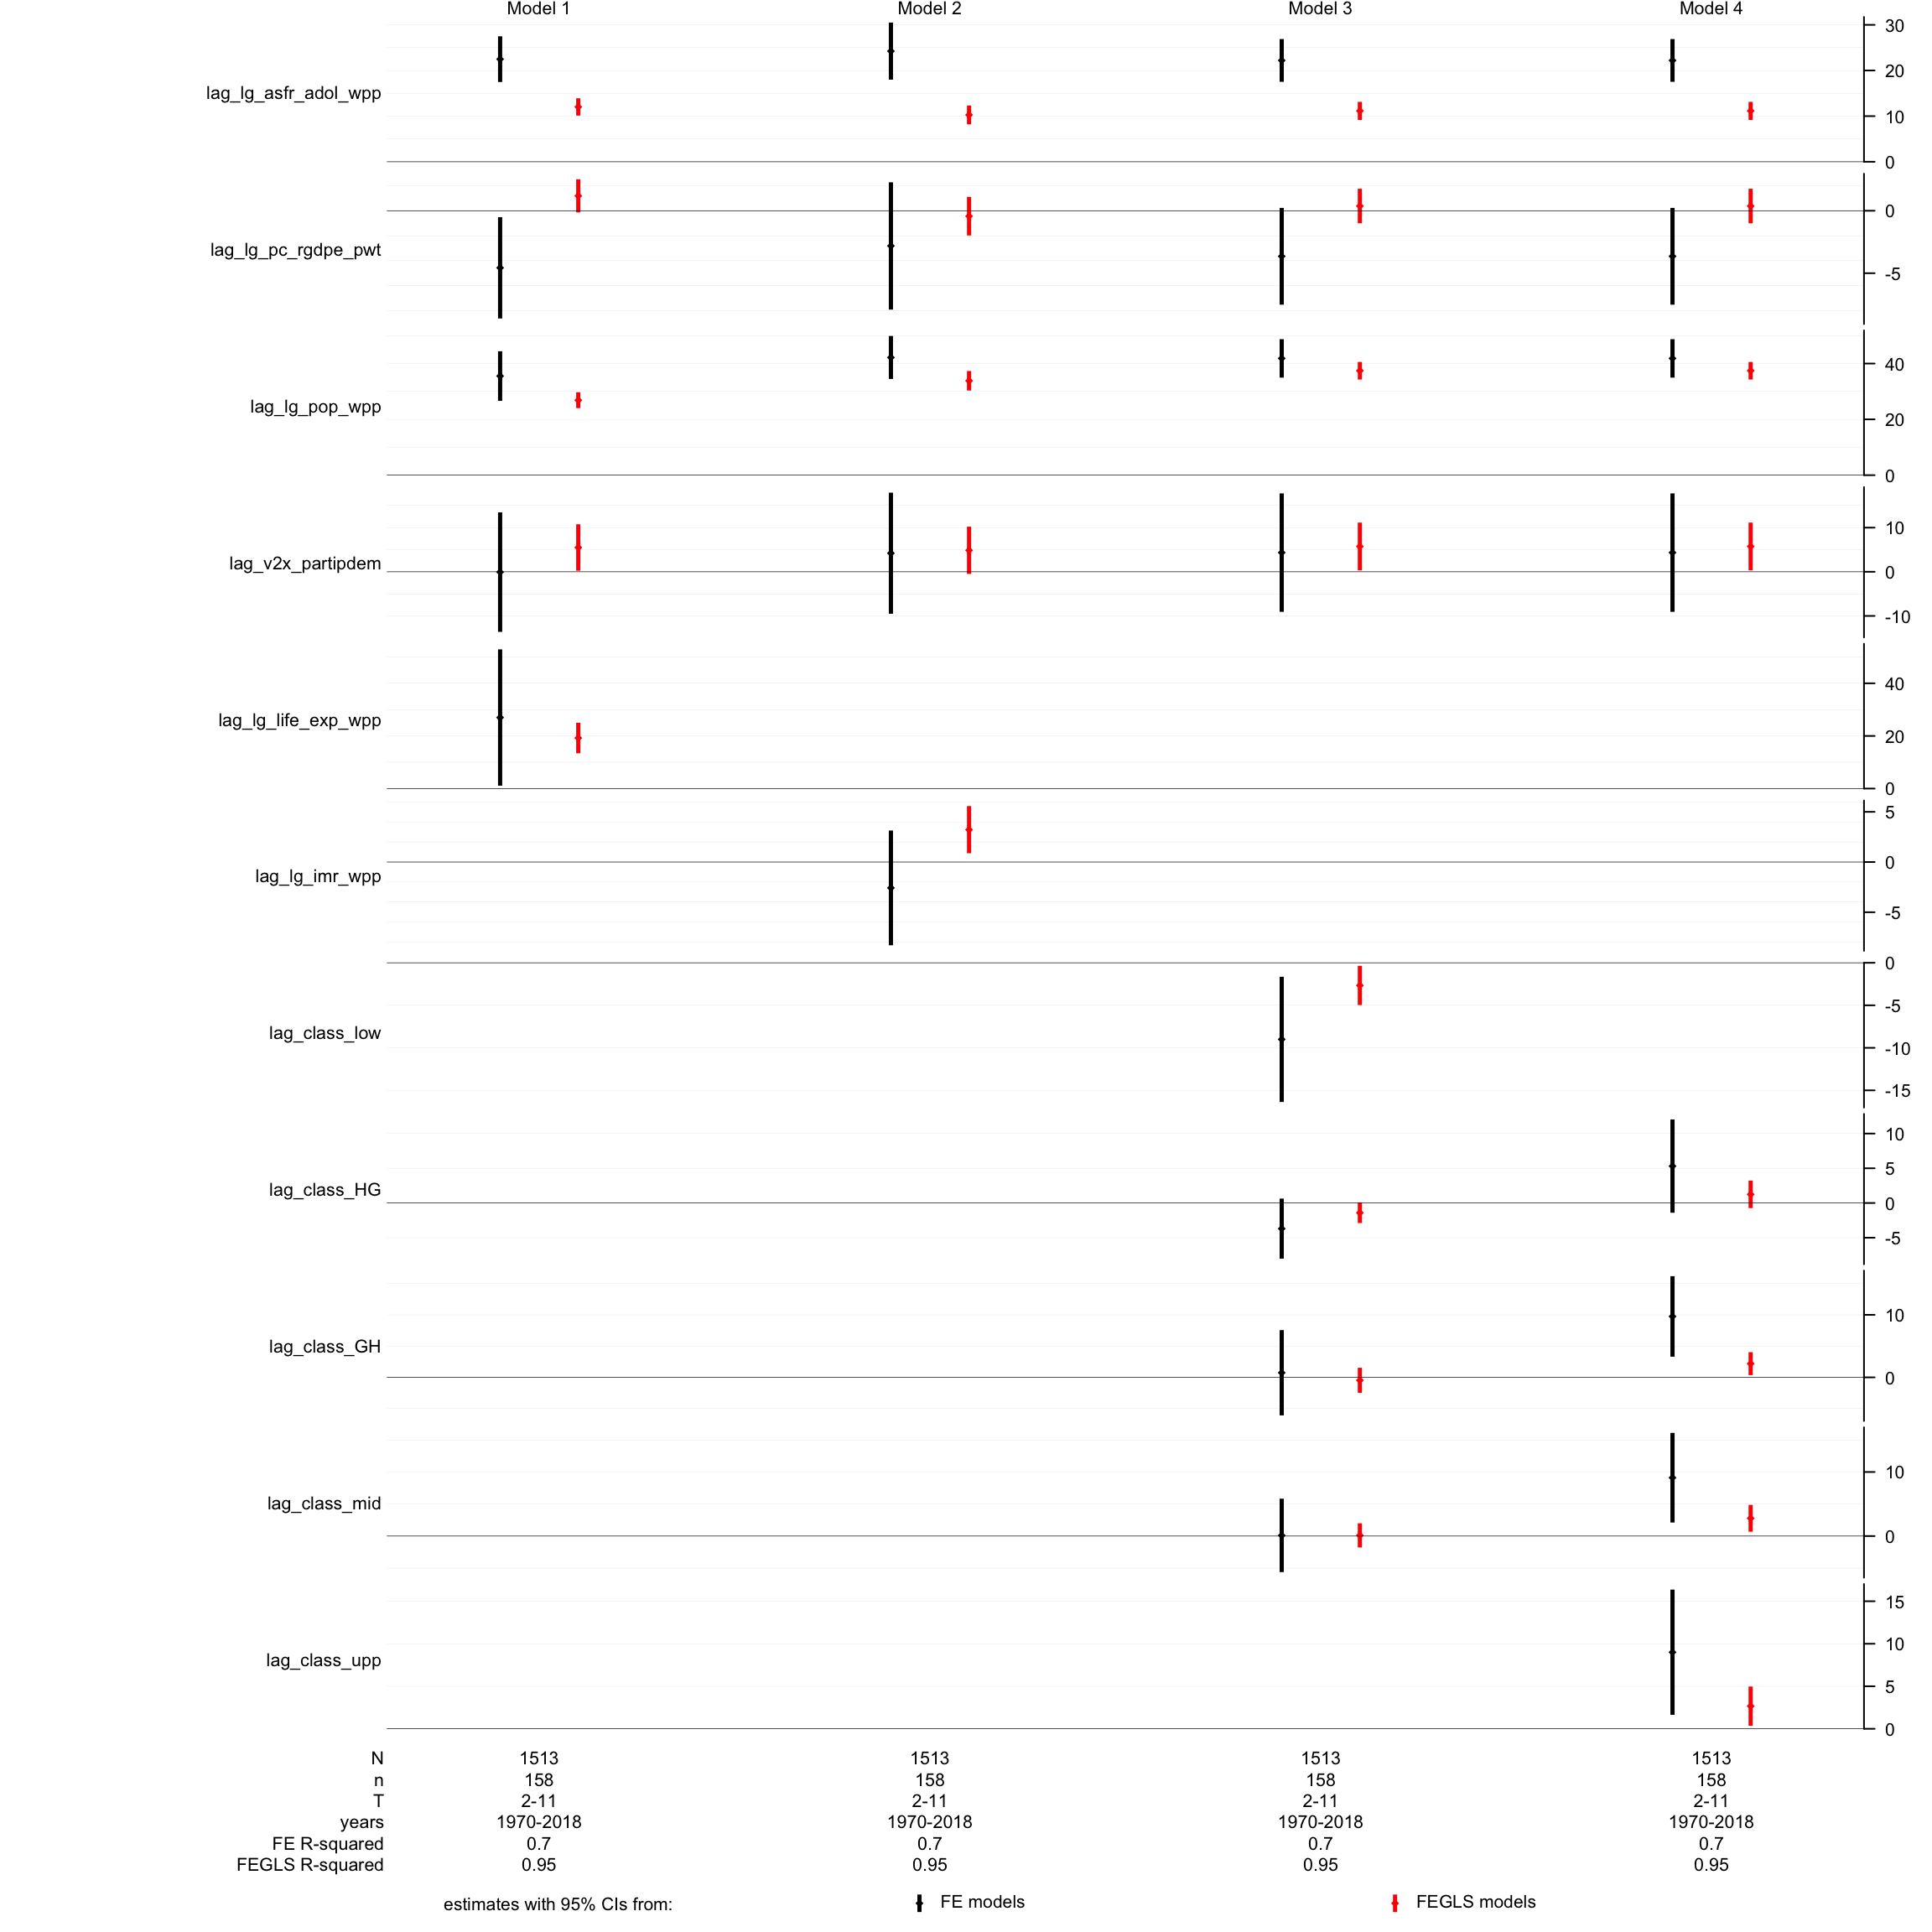 Model 1 Model 2 Model 3 Model 4
30
20
lag_lg_asfr_adol_wpp
10
0
0
lag_lg_pc_rgdpe_pwt
-5
40
lag_lg_pop_wpp
20
0
10
lag_v2x_partipdem
0
-10
40
lag_lg_life_exp_wpp
20
0
5
0
lag_lg_imr_wpp
-5
0
-5
lag_class_low
-10
-15
10
5
lag_class_HG
0
-5
10
lag_class_GH
0
10
lag_class_mid
0
15
10
lag_class_upp
5
0
N 1513 1513 1513 1513
n 158 158 158 158
T 2-11 2-11 2-11 2-11
years 1970-2018 1970-2018 1970-2018 1970-2018
FE R-squared 0.7 0.7 0.7 0.7
FEGLS R-squared 0.95 0.95 0.95 0.95
estimates with 95% CIs from: FE models FEGLS models